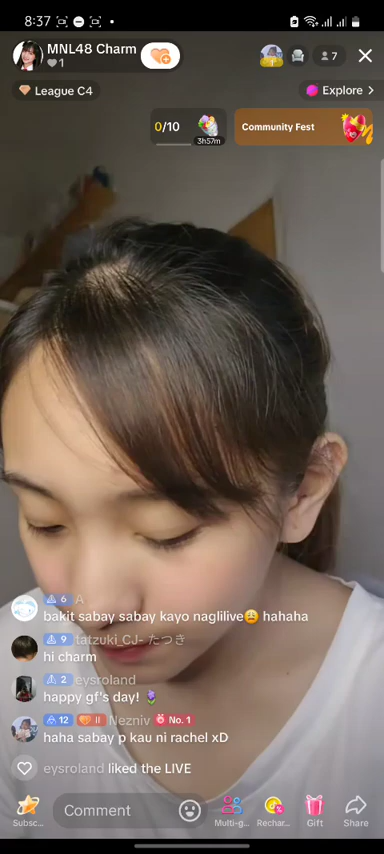 8:37
MNL48 Charm
1
7
League C4
Explore >
0/10
3h57m
Community Fest
6 A
bakit sabay sabay kayo naglilive😩 hahaha
9 tatzuki_CJ- たつき
hi charm
2 eysroland
happy gf's day! 🌷
12 II Nezniv No. 1
haha sabay p kau ni rachel xD
eysroland liked the LIVE
Subsc...
Comment
Multi-g...
Rechar...
Gift
Share